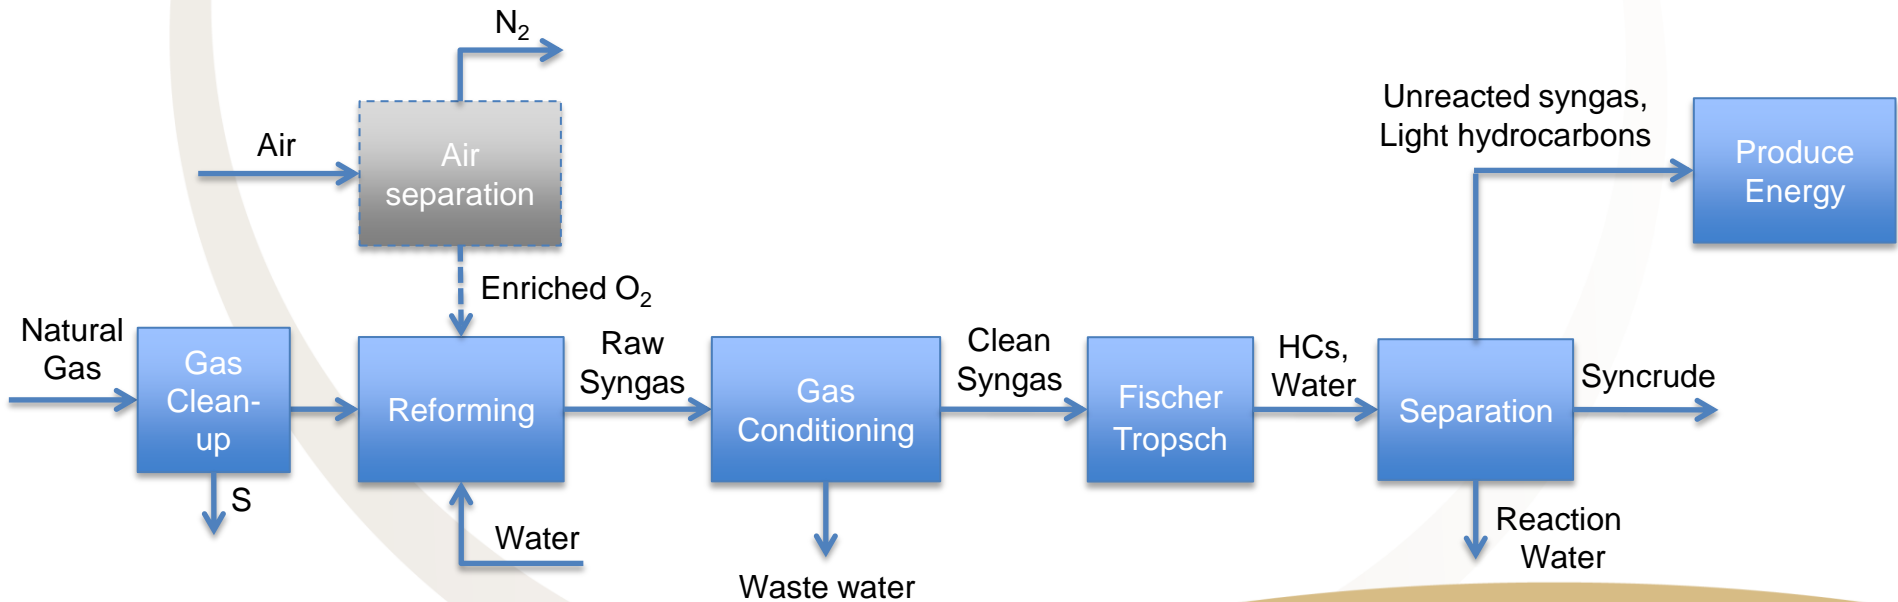 N₂
Air
Air
separation
Enriched O₂
Unreacted syngas,
Light hydrocarbons
Produce
Energy
Natural
Gas
Gas
Clean-
up
S
Reforming
Water
Raw
Syngas
Gas
Conditioning
Waste water
Clean
Syngas
Fischer
Tropsch
HCs,
Water
Separation
Syncrude
Reaction
Water